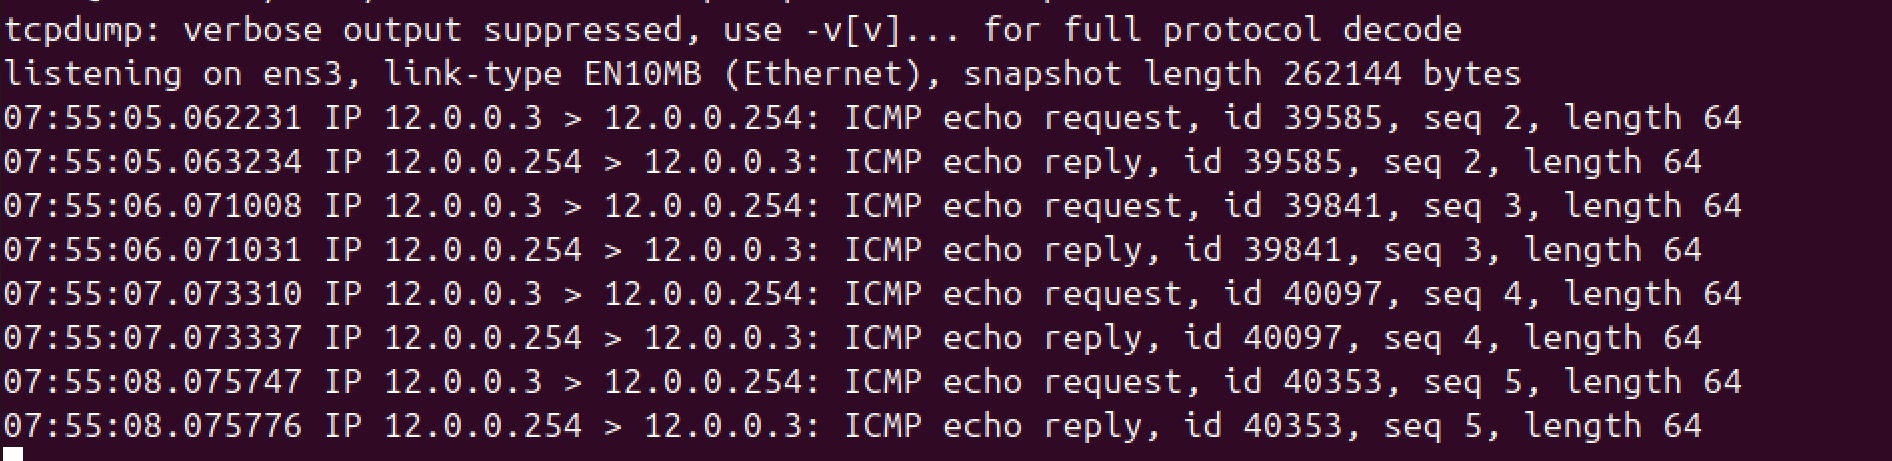 tcpdump: verbose output suppressed, use -v[v]... for full protocol decode
listening on ens3, link-type EN10MB (Ethernet), snapshot length 262144 bytes
07:55:05.062231 IP 12.0.0.3 > 12.0.0.254: ICMP echo request, id 39585, seq 2, length 64
07:55:05.063234 IP 12.0.0.254 > 12.0.0.3: ICMP echo reply, id 39585, seq 2, length 64
07:55:06.071008 IP 12.0.0.3 > 12.0.0.254: ICMP echo request, id 39841, seq 3, length 64
07:55:06.071031 IP 12.0.0.254 > 12.0.0.3: ICMP echo reply, id 39841, seq 3, length 64
07:55:07.073310 IP 12.0.0.3 > 12.0.0.254: ICMP echo request, id 40097, seq 4, length 64
07:55:07.073337 IP 12.0.0.254 > 12.0.0.3: ICMP echo reply, id 40097, seq 4, length 64
07:55:08.075747 IP 12.0.0.3 > 12.0.0.254: ICMP echo request, id 40353, seq 5, length 64
07:55:08.075776 IP 12.0.0.254 > 12.0.0.3: ICMP echo reply, id 40353, seq 5, length 64